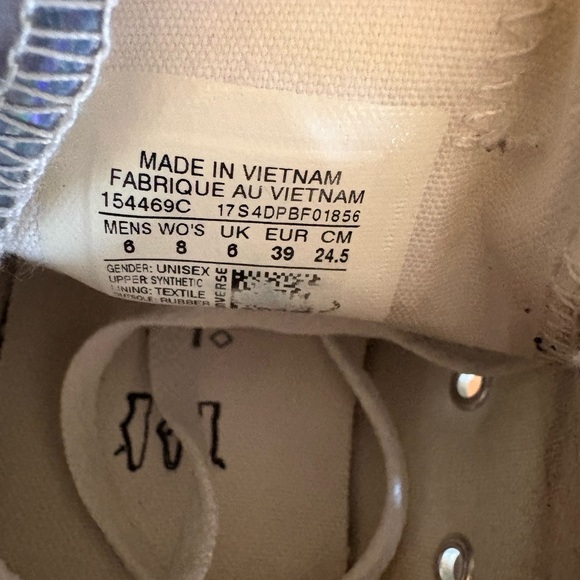 MADE IN VIETNAM
FABRIQUE AU VIETNAM
154469C 17S4DPBF01856
MENS WO'S UK EUR CM
6 8 6 39 24.5
GENDER: UNISEX
UPPER: SYNTHETIC
LINING: TEXTILE
OUTSOLE: RUBBER